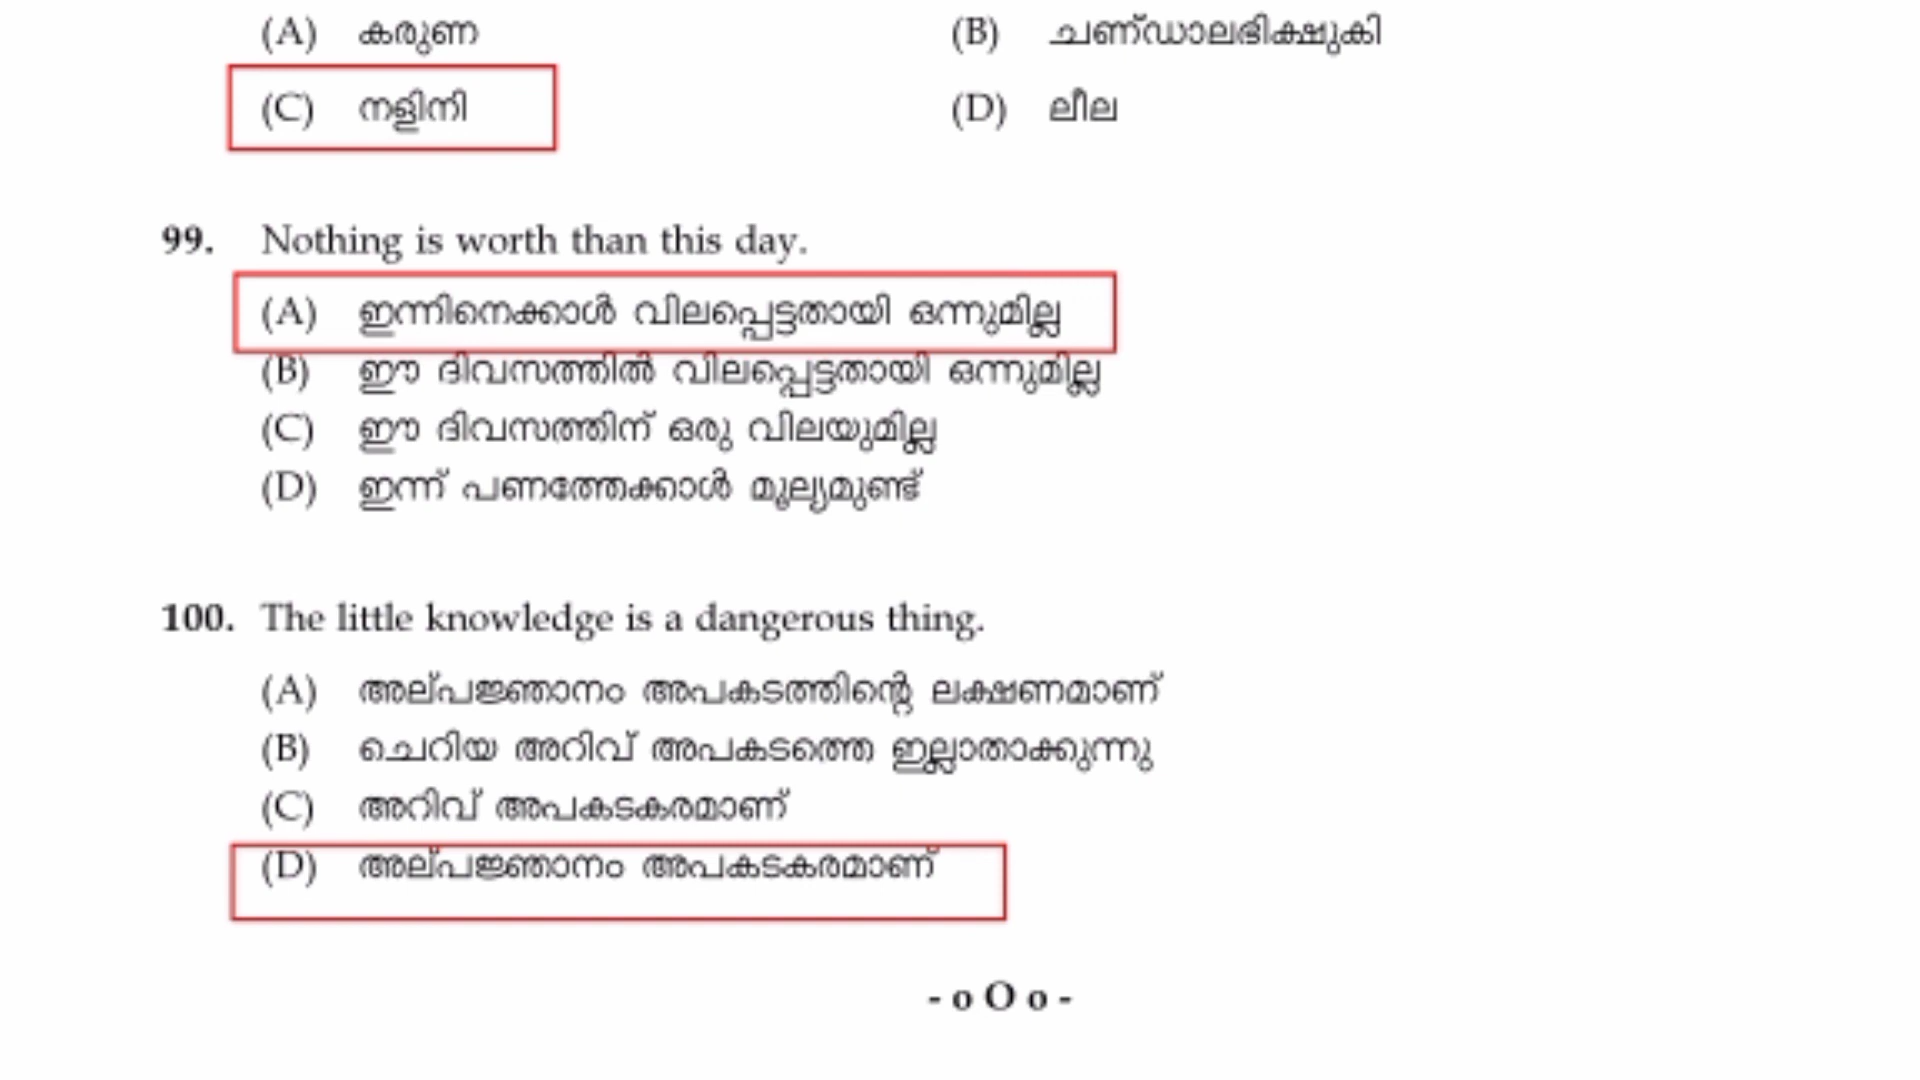 (A) കരുണ (B) ചണ്ഡാലഭിക്ഷുകി
(C) നളിനി (D) ലീല
99. Nothing is worth than this day.
(A) ഇന്നിനെക്കാൾ വിലപ്പെട്ടതായി ഒന്നുമില്ല
(B) ഈ ദിവസത്തിൽ വിലപ്പെട്ടതായി ഒന്നുമില്ല
(C) ഈ ദിവസത്തിന് ഒരു വിലയുമില്ല
(D) ഇന്ന് പണത്തേക്കാൾ മൂല്യമുണ്ട്
100. The little knowledge is a dangerous thing.
(A) അല്പജ്ഞാനം അപകടത്തിന്റെ ലക്ഷണമാണ്
(B) ചെറിയ അറിവ് അപകടത്തെ ഇല്ലാതാക്കുന്നു
(C) അറിവ് അപകടകരമാണ്
(D) അല്പജ്ഞാനം അപകടകരമാണ്
- o O o -